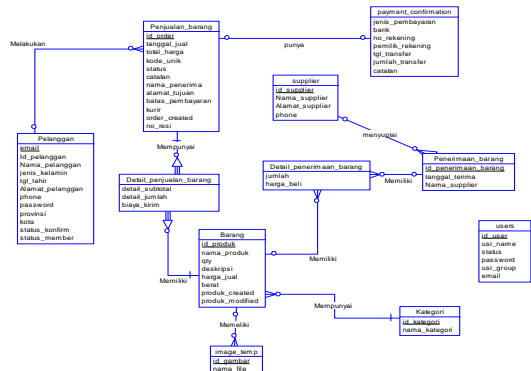 Penjualan_barang
id_order
tanggal_jual
total_harga
kode_unik
status
catatan
nama_penerima
alamat_tujuan
batas_pembayaran
kurir
order_created
no_resi
payment_confirmation
jenis_pembayaran
bank
no_rekening
pemilik_rekening
tgl_transfer
jumlah_transfer
catatan
Melakukan
punya
supplier
id_supplier
Nama_supplier
Alamat_supplier
phone
menyuplai
Pelanggan
email
Id_pelanggan
Nama_pelanggan
jenis_kelamin
tgl_lahir
Alamat_pelanggan
phone
password
provinsi
kota
status_konfirm
status_member
Mempunyai
Detail_penjualan_barang
detail_subtotal
detail_jumlah
biaya_kirim
Detail_penerimaan_barang
jumlah
harga_beli
Memiliki
Penerimaan_barang
id_penerimaan_barang
tanggal_terima
Nama_supplier
users
id_user
usr_name
status
password
usr_group
email
Memiliki
Barang
id_produk
nama_produk
qty
deskripsi
harga_jual
berat
produk_created
produk_modified
Memiliki
Mempunyai
Kategori
id_kategori
nama_kategori
Memeliki
image_temp
id_gambar
nama_file